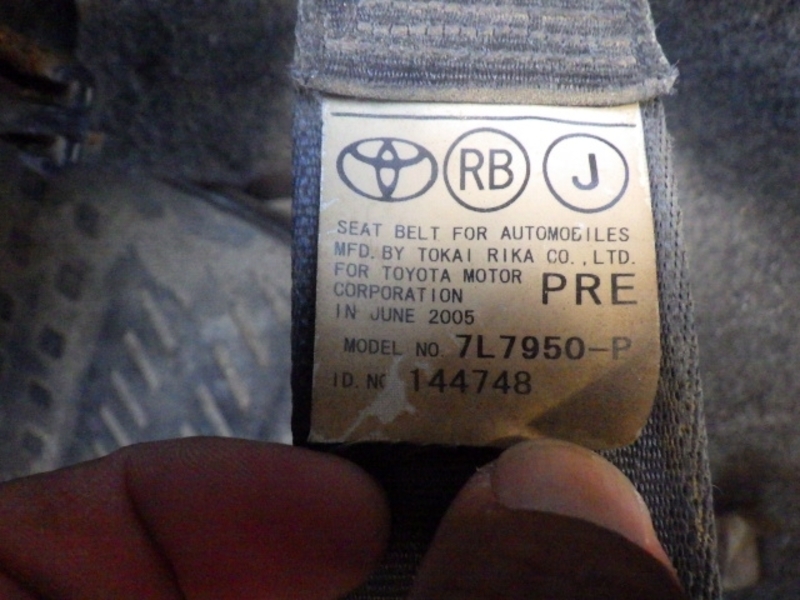 RB J
SEAT BELT FOR AUTOMOBILES
MFD. BY TOKAI RIKA CO.,LTD.
FOR TOYOTA MOTOR
CORPORATION PRE
IN JUNE 2005
MODEL NO. 7L7950-P
ID. NO 144748